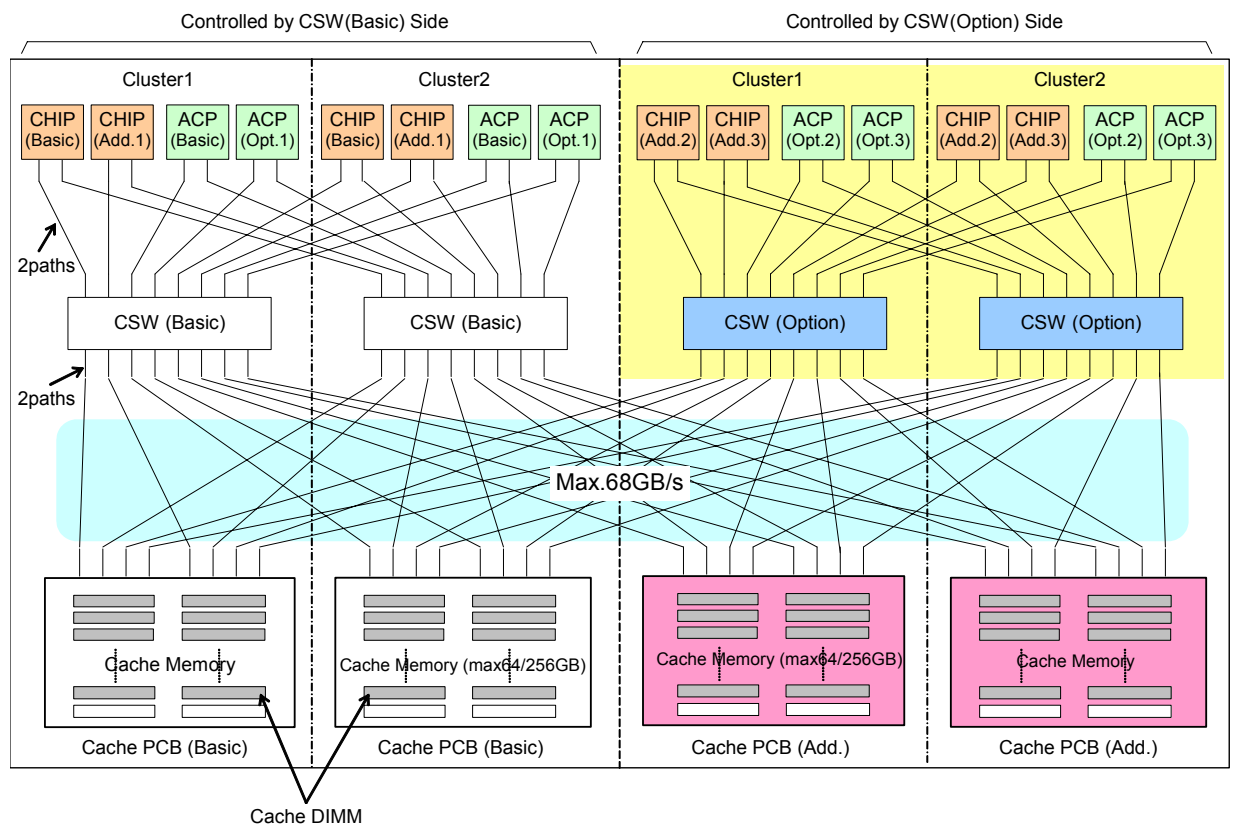 Controlled by CSW(Basic) Side
Controlled by CSW(Option) Side
Cluster1
Cluster2
Cluster1
Cluster2
CHIP
(Basic)
CHIP
(Add.1)
ACP
(Basic)
ACP
(Opt.1)
CHIP
(Basic)
CHIP
(Add.1)
ACP
(Basic)
ACP
(Opt.1)
CHIP
(Add.2)
CHIP
(Add.3)
ACP
(Opt.2)
ACP
(Opt.3)
CHIP
(Add.2)
CHIP
(Add.3)
ACP
(Opt.2)
ACP
(Opt.3)
2paths
CSW (Basic)
CSW (Basic)
CSW (Option)
CSW (Option)
2paths
Max.68GB/s
Cache Memory
Cache Memory (max64/256GB)
Cache Memory (max64/256GB)
Cache Memory
Cache PCB (Basic)
Cache PCB (Basic)
Cache PCB (Add.)
Cache PCB (Add.)
Cache DIMM